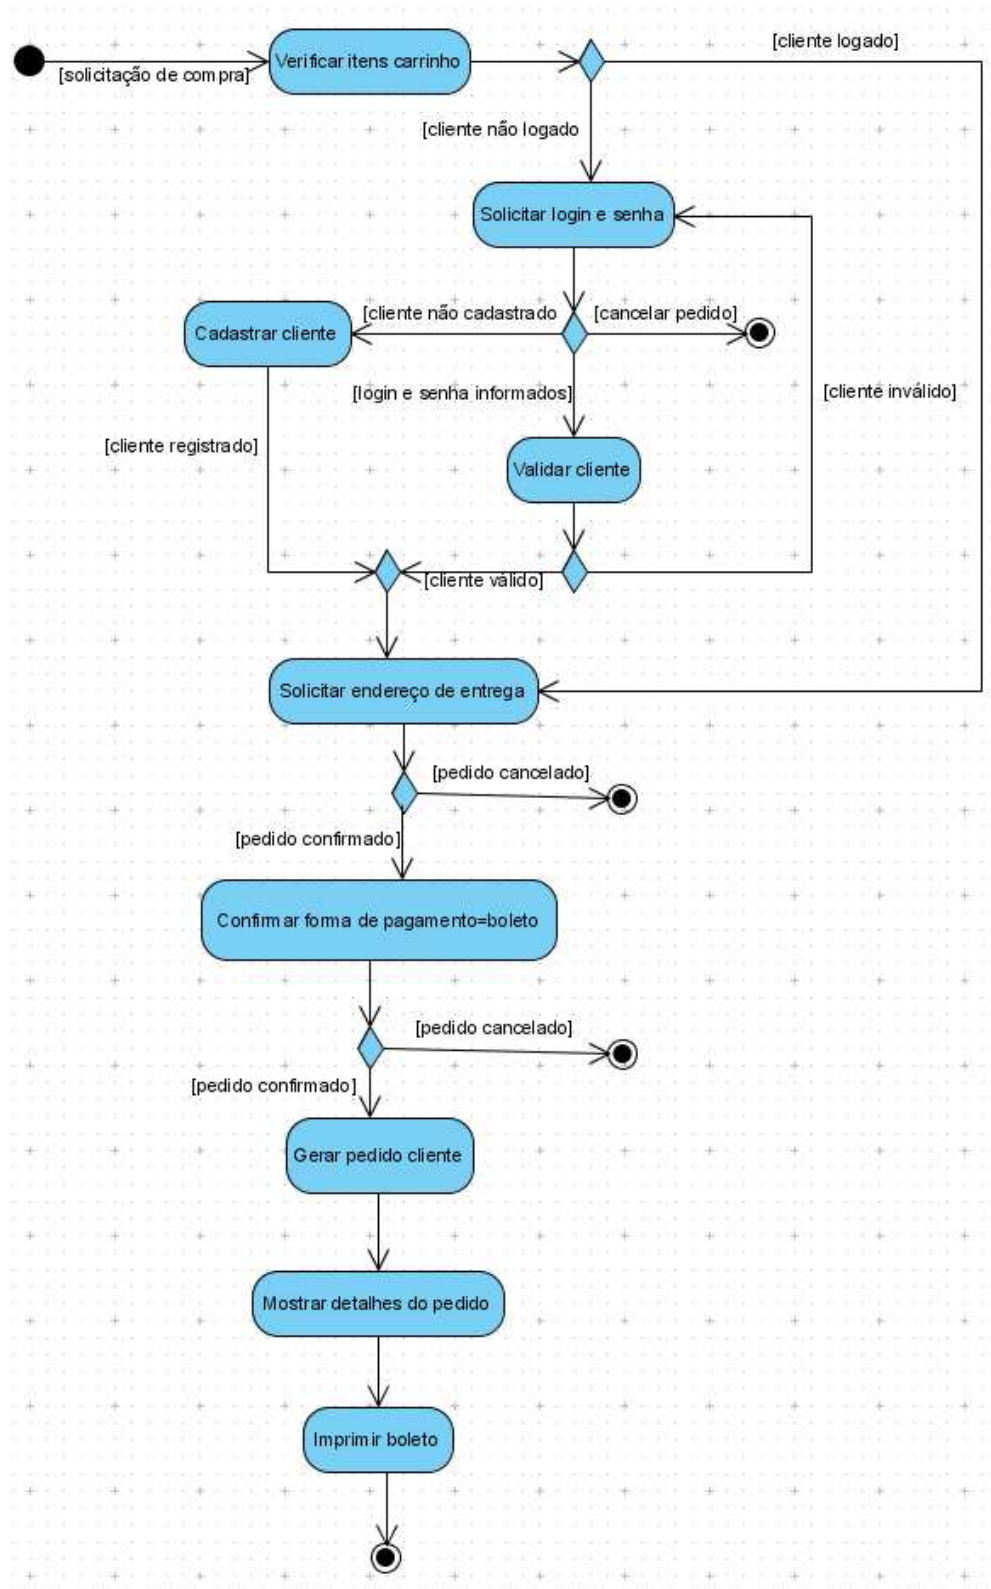 [cliente logado]
Verificar itens carrinho
[solicitação de compra]
[cliente não logado
Solicitar login e senha
[cliente não cadastrado
[cancelar pedido]
Cadastrar cliente
[login e senha informados]
[cliente inválido]
[cliente registrado]
Validar cliente
[cliente válido]
Solicitar endereço de entrega
[pedido cancelado]
[pedido confirmado]
Confirmar forma de pagamento=boleto
[pedido cancelado]
[pedido confirmado]
Gerar pedido cliente
Mostrar detalhes do pedido
Imprimir boleto